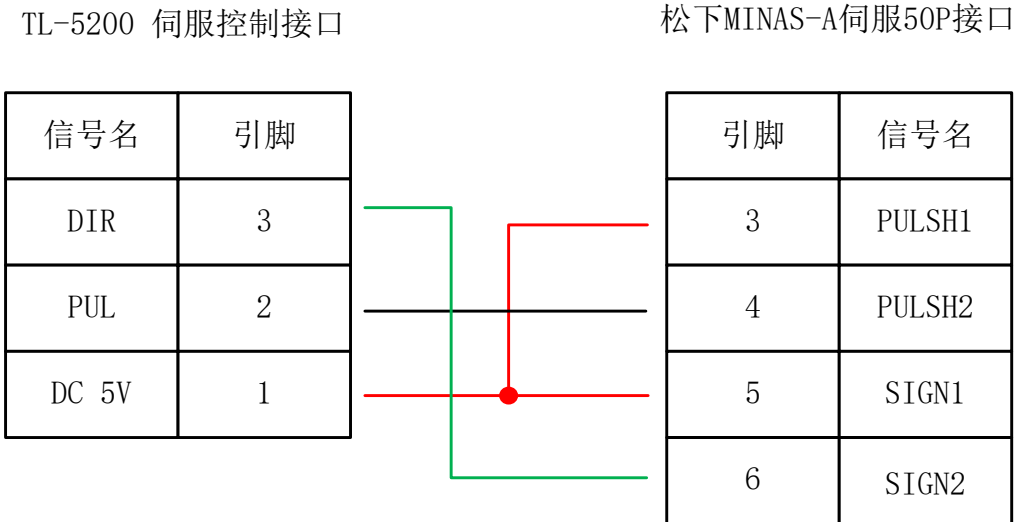 TL-5200 伺服控制接口
松下MINAS-A伺服50P接口
信号名 引脚 引脚 信号名
DIR 3 3 PULSH1
PUL 2 4 PULSH2
DC 5V 1 5 SIGN1
6 SIGN2